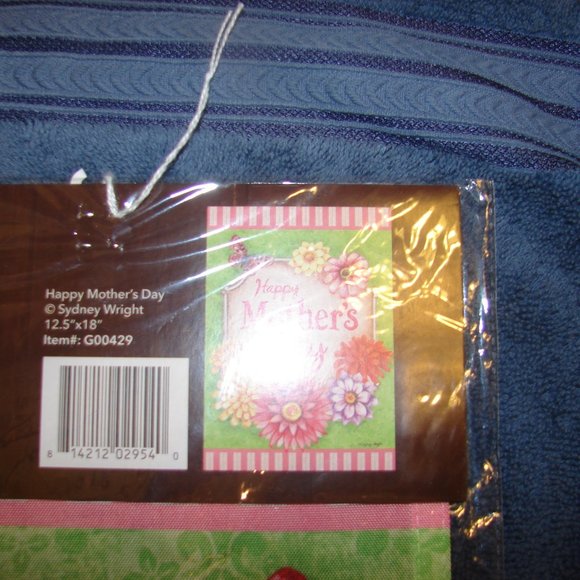 Happy Mother's Day
© Sydney Wright
12.5"x18"
Item#: G00429
8 14212 02954 0
Happy
Mother's